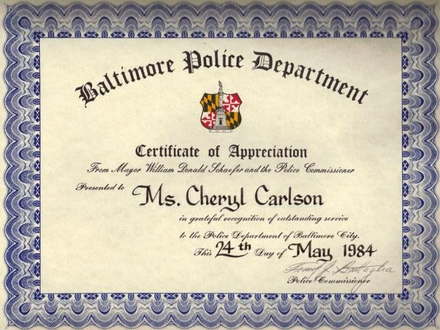 Baltimore Police Department
Certificate of Appreciation
From Mayor William Donald Schaefer and the Police Commissioner
Presented to Ms. Cheryl Carlson
in grateful recognition of outstanding service
to the Police Department of Baltimore City.
This 24th Day of May 1984
Police Commissioner